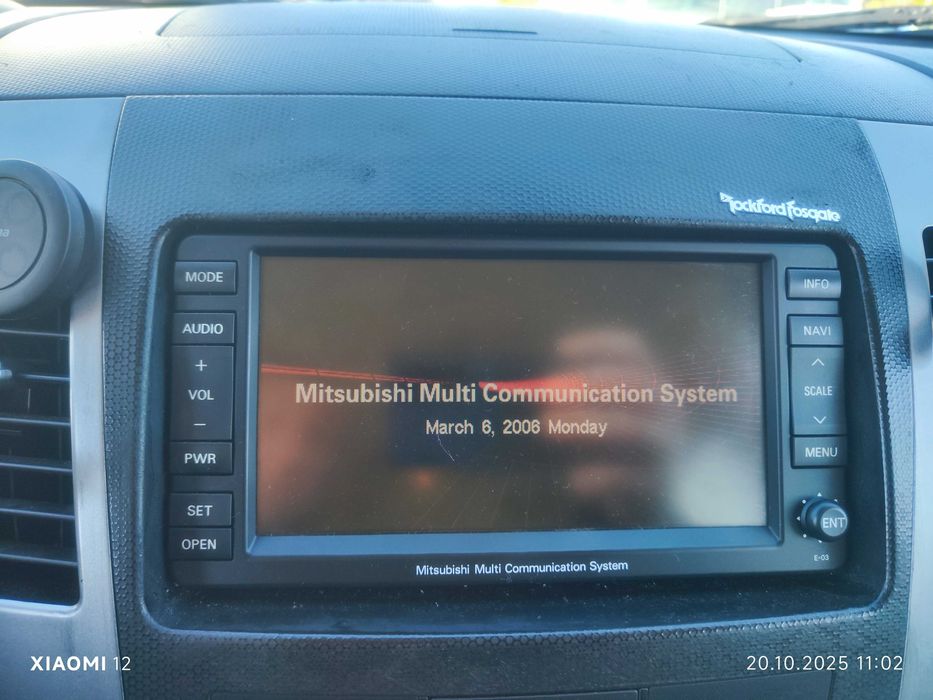 Rockford Fosgate
MODE
INFO
AUDIO
NAVI
+
VOL
−
SCALE
PWR
MENU
Mitsubishi Multi Communication System
March 6, 2006 Monday
SET
OPEN
ENT
E-03
Mitsubishi Multi Communication System
XIAOMI 12
20.10.2025 11:02